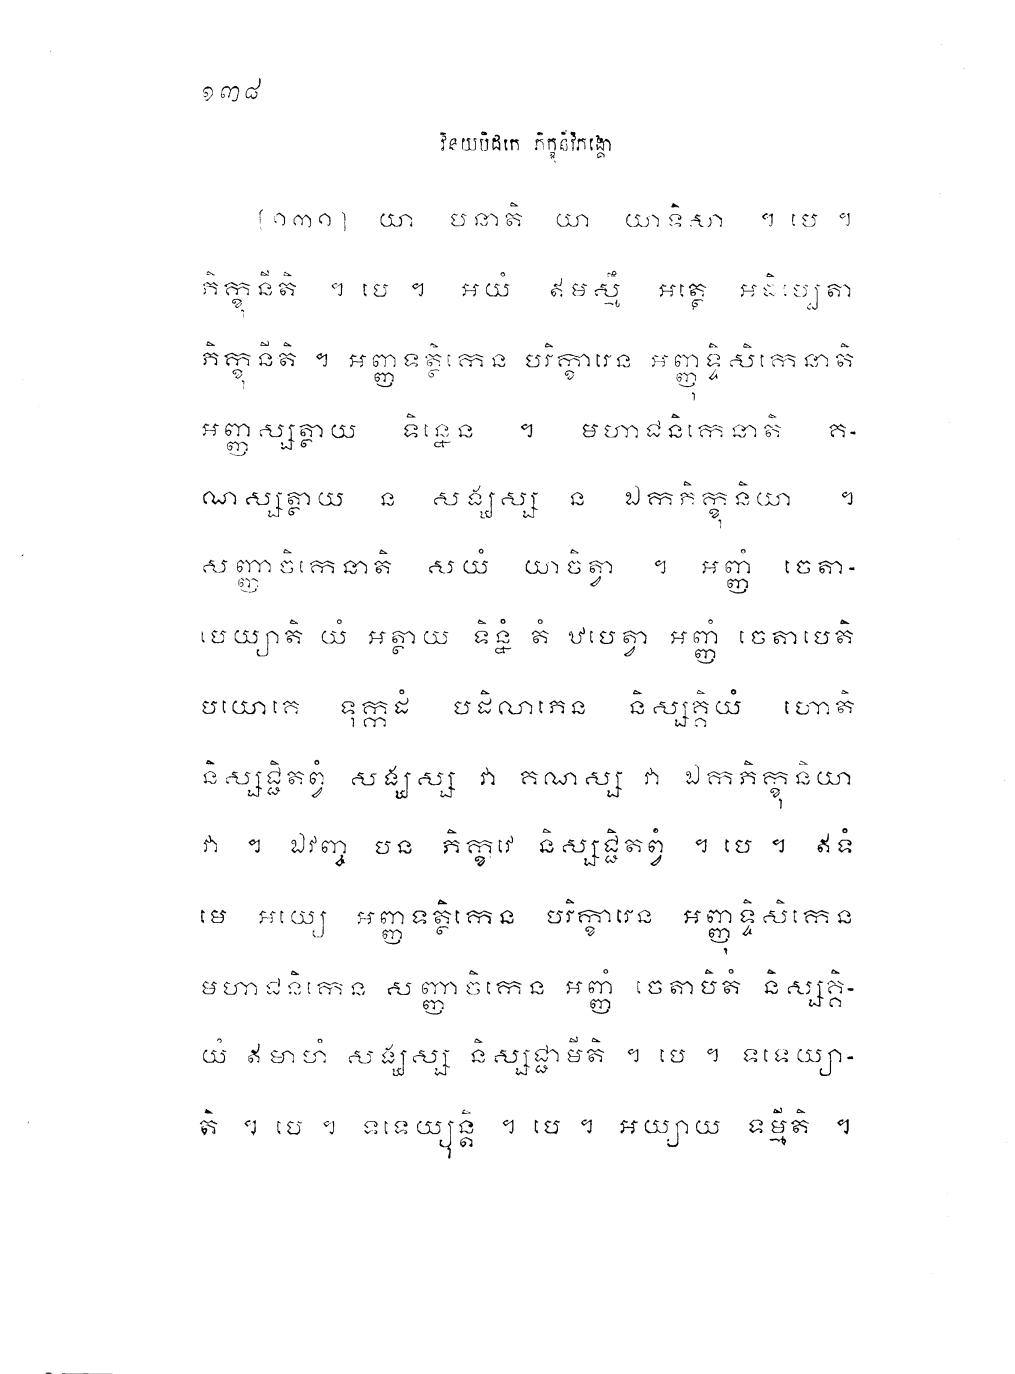 ១៣៨
វិនយបិដកេ ភិក្ខុនីវិភង្គោ
[១៣១] យា បនាតិ យា យាទិសា ។ បេ ។
ភិក្ខុនីតិ ។ បេ ។ អយំ ឥមស្មឹ អត្ថេ អធិប្បេតា
ភិក្ខុនីតិ ។ អញ្ញទត្ថិកេន បរិក្ខារេន អញ្ញុទ្ទិសិកេនាតិ
អញ្ញស្សត្ថាយ ទិន្នេន ។ មហាជនិកេនាតិ គ-
ណស្សត្ថាយ ន សង្ឃស្ស ន ឯកភិក្ខុនិយា ។
សញ្ញាចិកេនាតិ សយំ យាចិត្វា ។ អញ្ញំ ចេតា-
បេយ្យាតិ យំ អត្ថាយ ទិន្នំ តំ ឋបេត្វា អញ្ញំ ចេតាបេតិ
បយោគេ ទុក្កដំ បដិលាភេន និស្សគ្គិយំ ហោតិ
និស្សជ្ជិតព្វំ សង្ឃស្ស វា គណស្ស វា ឯកភិក្ខុនិយា
វា ។ ឯវញ្ច បន ភិក្ខវេ និស្សជ្ជិតព្វំ ។ បេ ។ ឥទំ
មេ អយ្យេ អញ្ញទត្ថិកេន បរិក្ខារេន អញ្ញុទ្ទិសិកេន
មហាជនិកេន សញ្ញាចិកេន អញ្ញំ ចេតាបិតំ និស្សគ្គិ-
យំ ឥមាហំ សង្ឃស្ស និស្សជ្ជាមីតិ ។ បេ ។ ទទេយ្យា-
តិ ។ បេ ។ ទទេយ្យុន្តិ ។ បេ ។ អយ្យាយ ទម្មីតិ ។